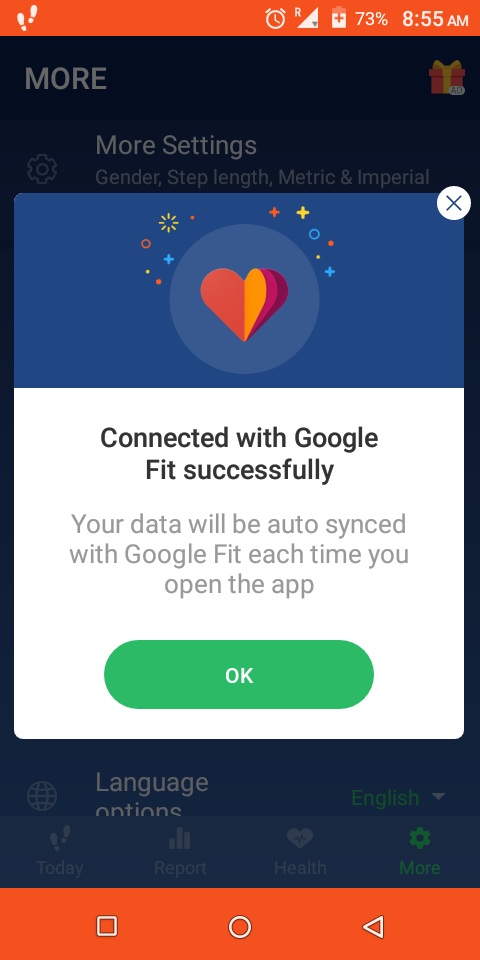 R 73% 8:55 AM
MORE
AD
More Settings
Gender, Step length, Metric & Imperial
Connected with Google
Fit successfully
Your data will be auto synced
with Google Fit each time you
open the app
OK
Language
options
English
Today Report Health More